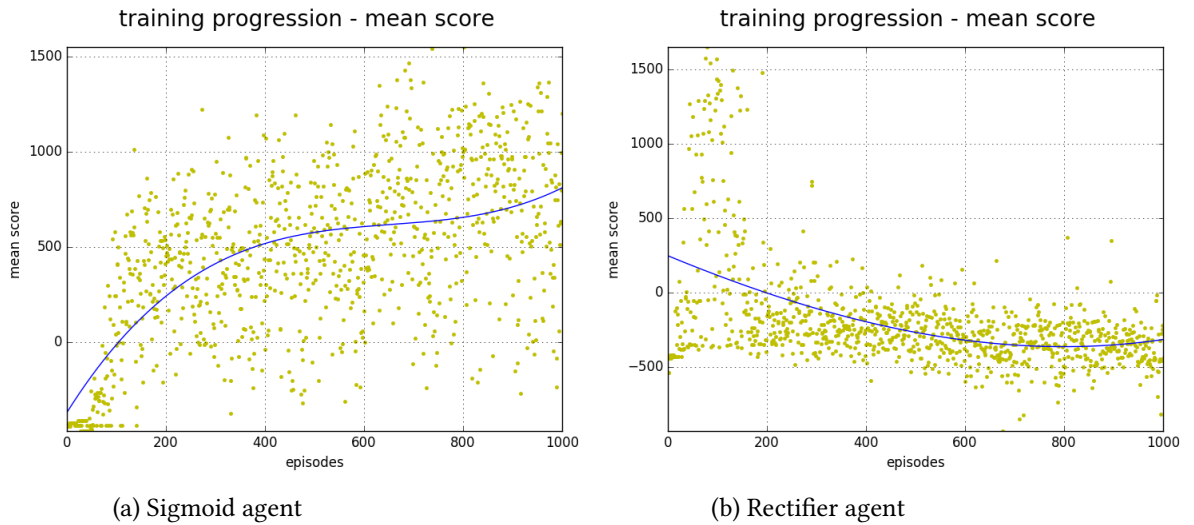 training progression - mean score
1500
1000
500
0
mean score
0 200 400 600 800 1000
episodes
(a) Sigmoid agent
training progression - mean score
1500
1000
500
0
−500
mean score
0 200 400 600 800 1000
episodes
(b) Rectifier agent